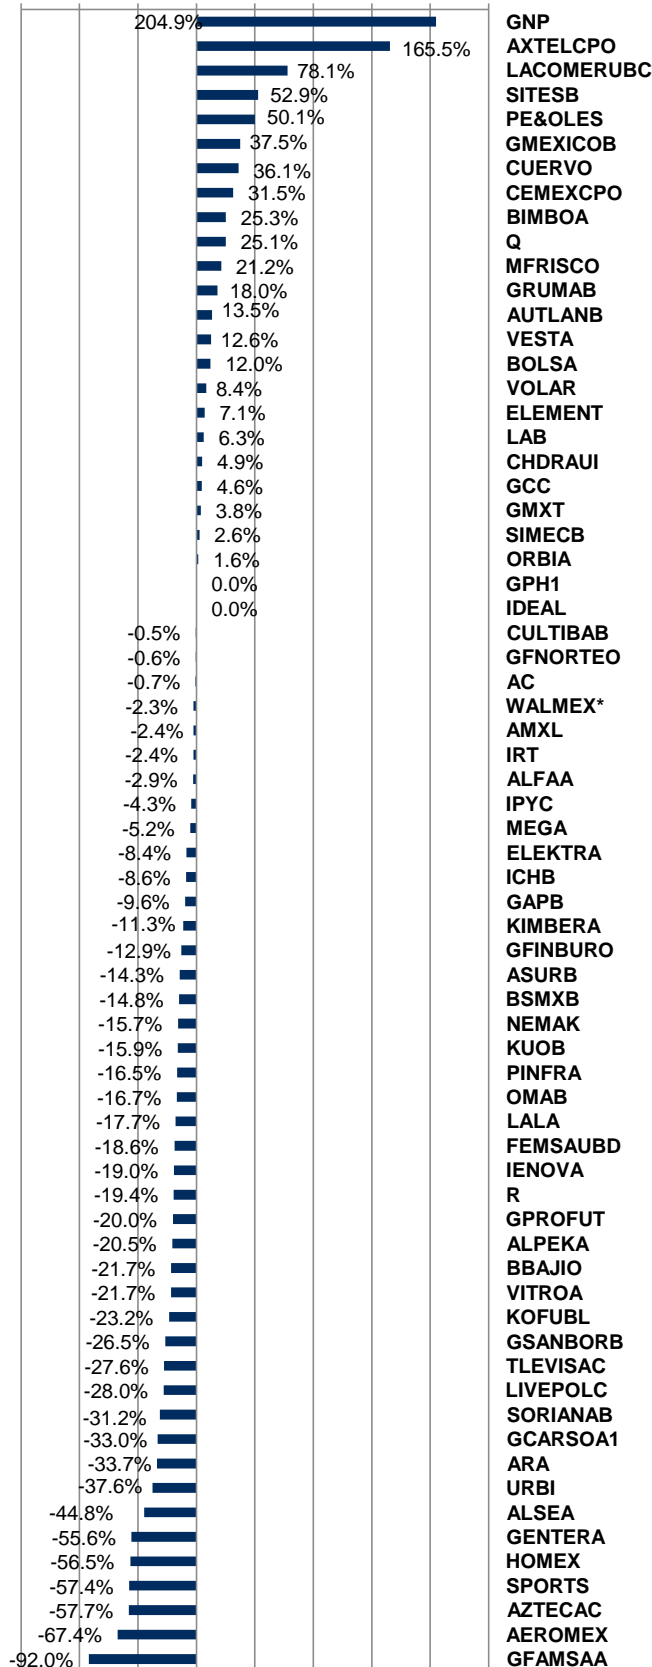 204.9% GNP
165.5% AXTELCPO
78.1% LACOMERUBC
52.9% SITESB
50.1% PE&OLES
37.5% GMEXICOB
36.1% CUERVO
31.5% CEMEXCPO
25.3% BIMBOA
25.1% Q
21.2% MFRISCO
18.0% GRUMAB
13.5% AUTLANB
12.6% VESTA
12.0% BOLSA
8.4% VOLAR
7.1% ELEMENT
6.3% LAB
4.9% CHDRAUI
4.6% GCC
3.8% GMXT
2.6% SIMECB
1.6% ORBIA
0.0% GPH1
0.0% IDEAL
-0.5% CULTIBAB
-0.6% GFNORTEO
-0.7% AC
-2.3% WALMEX*
-2.4% AMXL
-2.4% IRT
-2.9% ALFAA
-4.3% IPYC
-5.2% MEGA
-8.4% ELEKTRA
-8.6% ICHB
-9.6% GAPB
-11.3% KIMBERA
-12.9% GFINBURO
-14.3% ASURB
-14.8% BSMXB
-15.7% NEMAK
-15.9% KUOB
-16.5% PINFRA
-16.7% OMAB
-17.7% LALA
-18.6% FEMSAUBD
-19.0% IENOVA
-19.4% R
-20.0% GPROFUT
-20.5% ALPEKA
-21.7% BBAJIO
-21.7% VITROA
-23.2% KOFUBL
-26.5% GSANBORB
-27.6% TLEVISAC
-28.0% LIVEPOLC
-31.2% SORIANAB
-33.0% GCARSOA1
-33.7% ARA
-37.6% URBI
-44.8% ALSEA
-55.6% GENTERA
-56.5% HOMEX
-57.4% SPORTS
-57.7% AZTECAC
-67.4% AEROMEX
-92.0% GFAMSAA